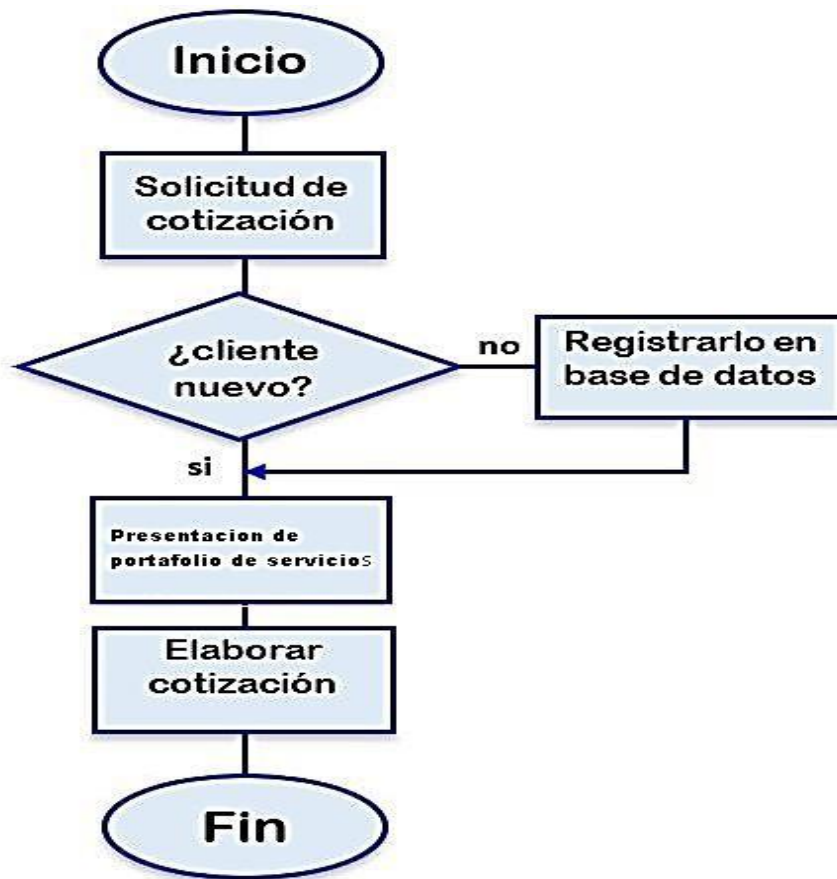 Inicio
Solicitud de
cotización
¿cliente
nuevo?
no
Registrarlo en
base de datos
si
Presentacion de
portafolio de servicios
Elaborar
cotización
Fin